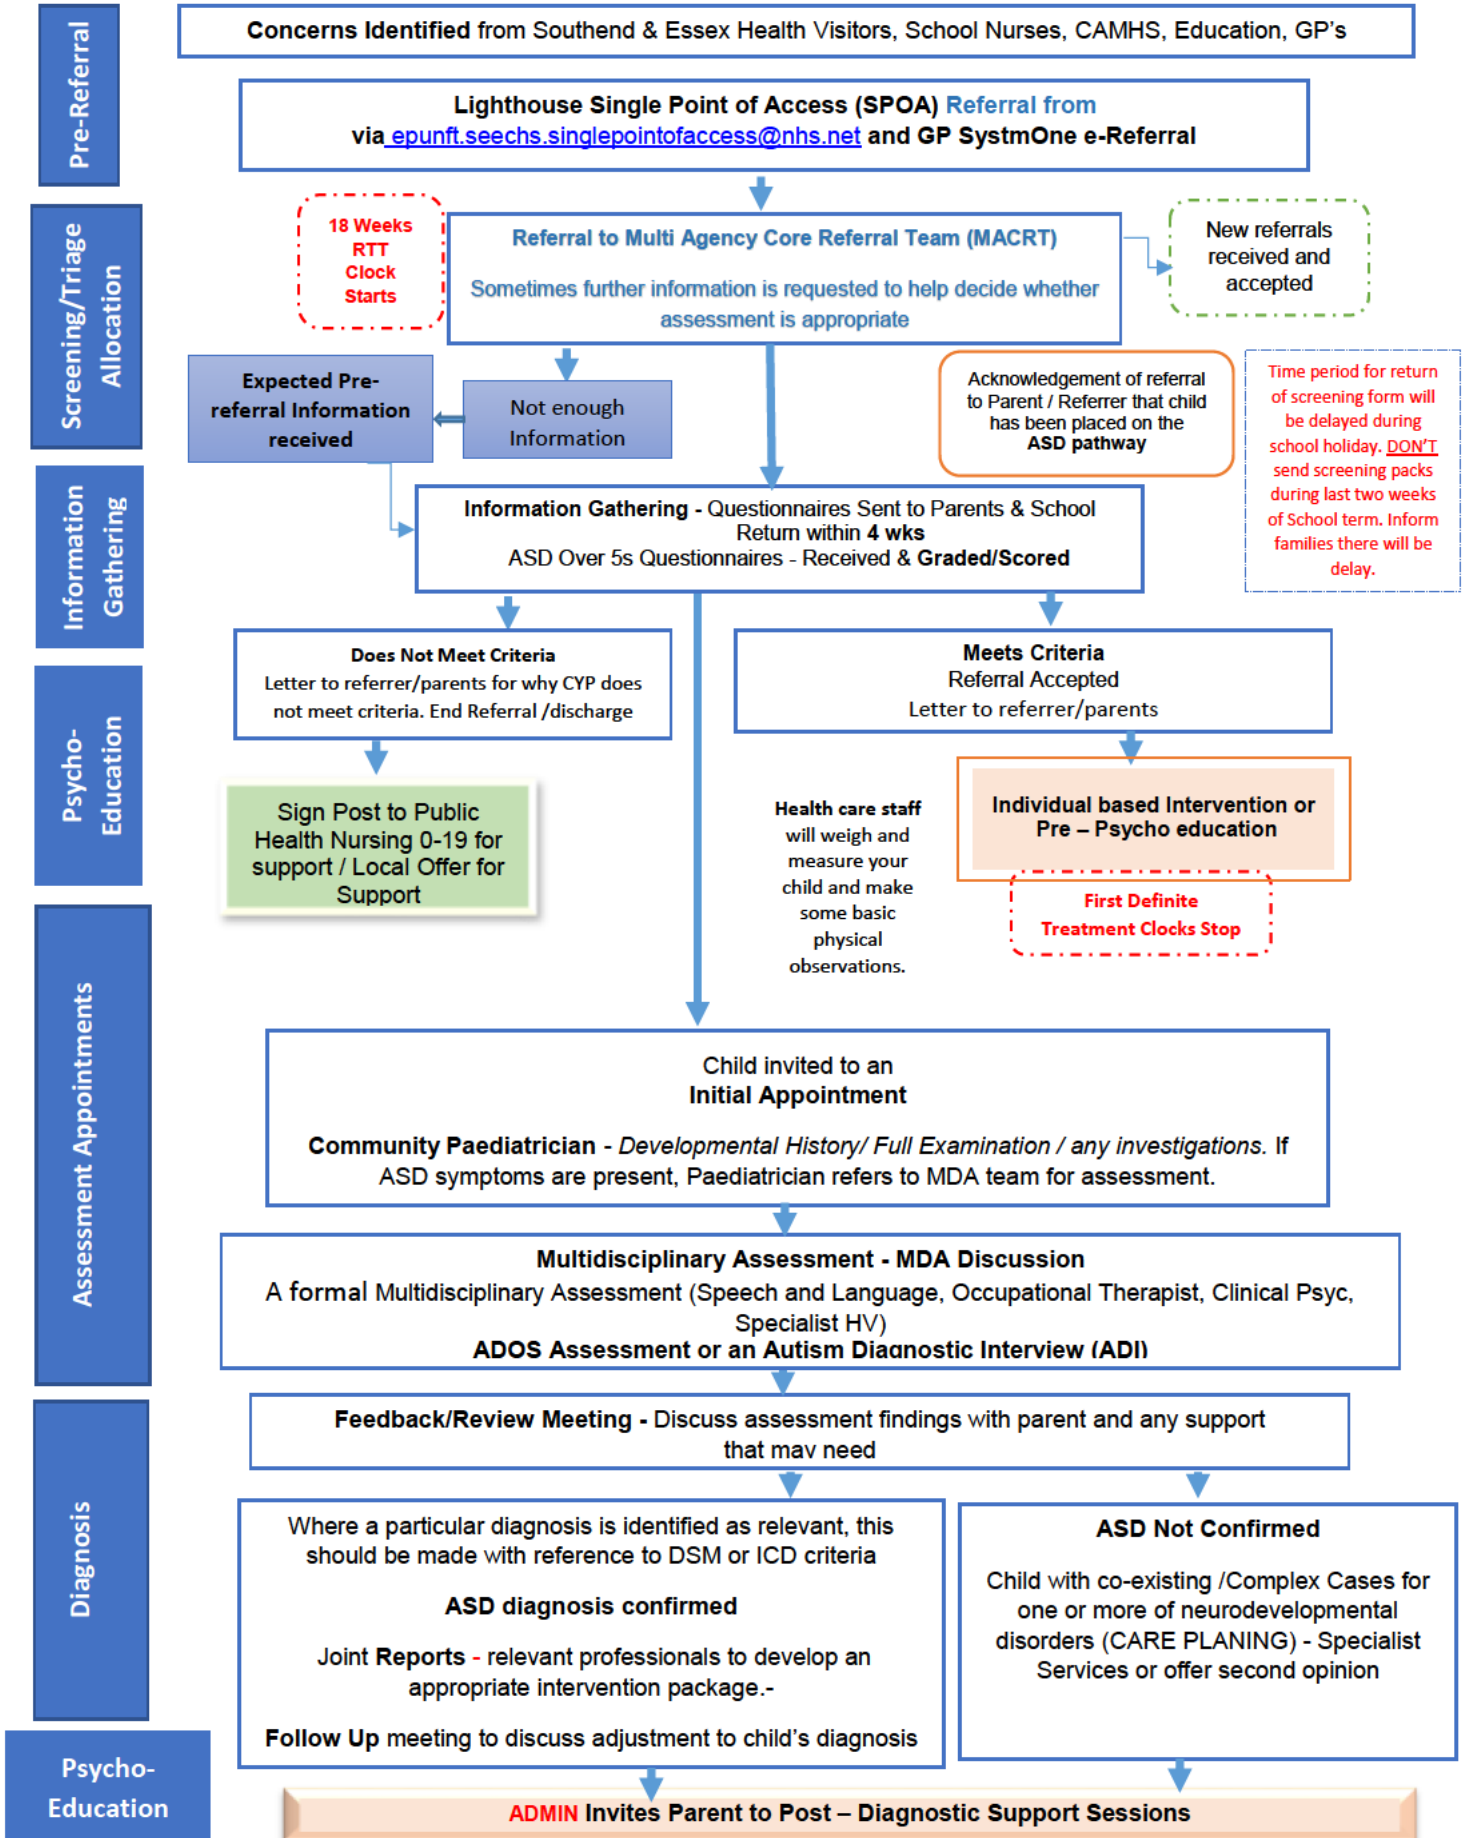 Pre-Referral
Concerns Identified from Southend & Essex Health Visitors, School Nurses, CAMHS, Education, GP's
Lighthouse Single Point of Access (SPOA) Referral from
via epunft.seechs.singlepointofaccess@nhs.net and GP SystmOne e-Referral
Screening/Triage
Allocation
18 Weeks
RTT
Clock
Starts
Referral to Multi Agency Core Referral Team (MACRT)
Sometimes further information is requested to help decide whether
assessment is appropriate
New referrals
received and
accepted
Expected Pre-
referral Information
received
Not enough
Information
Acknowledgement of referral
to Parent / Referrer that child
has been placed on the
ASD pathway
Time period for return
of screening form will
be delayed during
school holiday. DON'T
send screening packs
during last two weeks
of School term. Inform
families there will be
delay.
Information
Gathering
Information Gathering - Questionnaires Sent to Parents & School
Return within 4 wks
ASD Over 5s Questionnaires - Received & Graded/Scored
Psycho-
Education
Does Not Meet Criteria
Letter to referrer/parents for why CYP does
not meet criteria. End Referral /discharge
Meets Criteria
Referral Accepted
Letter to referrer/parents
Sign Post to Public
Health Nursing 0-19 for
support / Local Offer for
Support
Health care staff
will weigh and
measure your
child and make
some basic
physical
observations.
Individual based Intervention or
Pre – Psycho education
First Definite
Treatment Clocks Stop
Assessment Appointments
Child invited to an
Initial Appointment
Community Paediatrician - Developmental History/ Full Examination / any investigations. If
ASD symptoms are present, Paediatrician refers to MDA team for assessment.
Multidisciplinary Assessment - MDA Discussion
A formal Multidisciplinary Assessment (Speech and Language, Occupational Therapist, Clinical Psyc,
Specialist HV)
ADOS Assessment or an Autism Diagnostic Interview (ADI)
Diagnosis
Feedback/Review Meeting - Discuss assessment findings with parent and any support
that may need
Where a particular diagnosis is identified as relevant, this
should be made with reference to DSM or ICD criteria
ASD diagnosis confirmed
Joint Reports - relevant professionals to develop an
appropriate intervention package.-
Follow Up meeting to discuss adjustment to child's diagnosis
ASD Not Confirmed
Child with co-existing /Complex Cases for
one or more of neurodevelopmental
disorders (CARE PLANING) - Specialist
Services or offer second opinion
Psycho-
Education
ADMIN Invites Parent to Post – Diagnostic Support Sessions